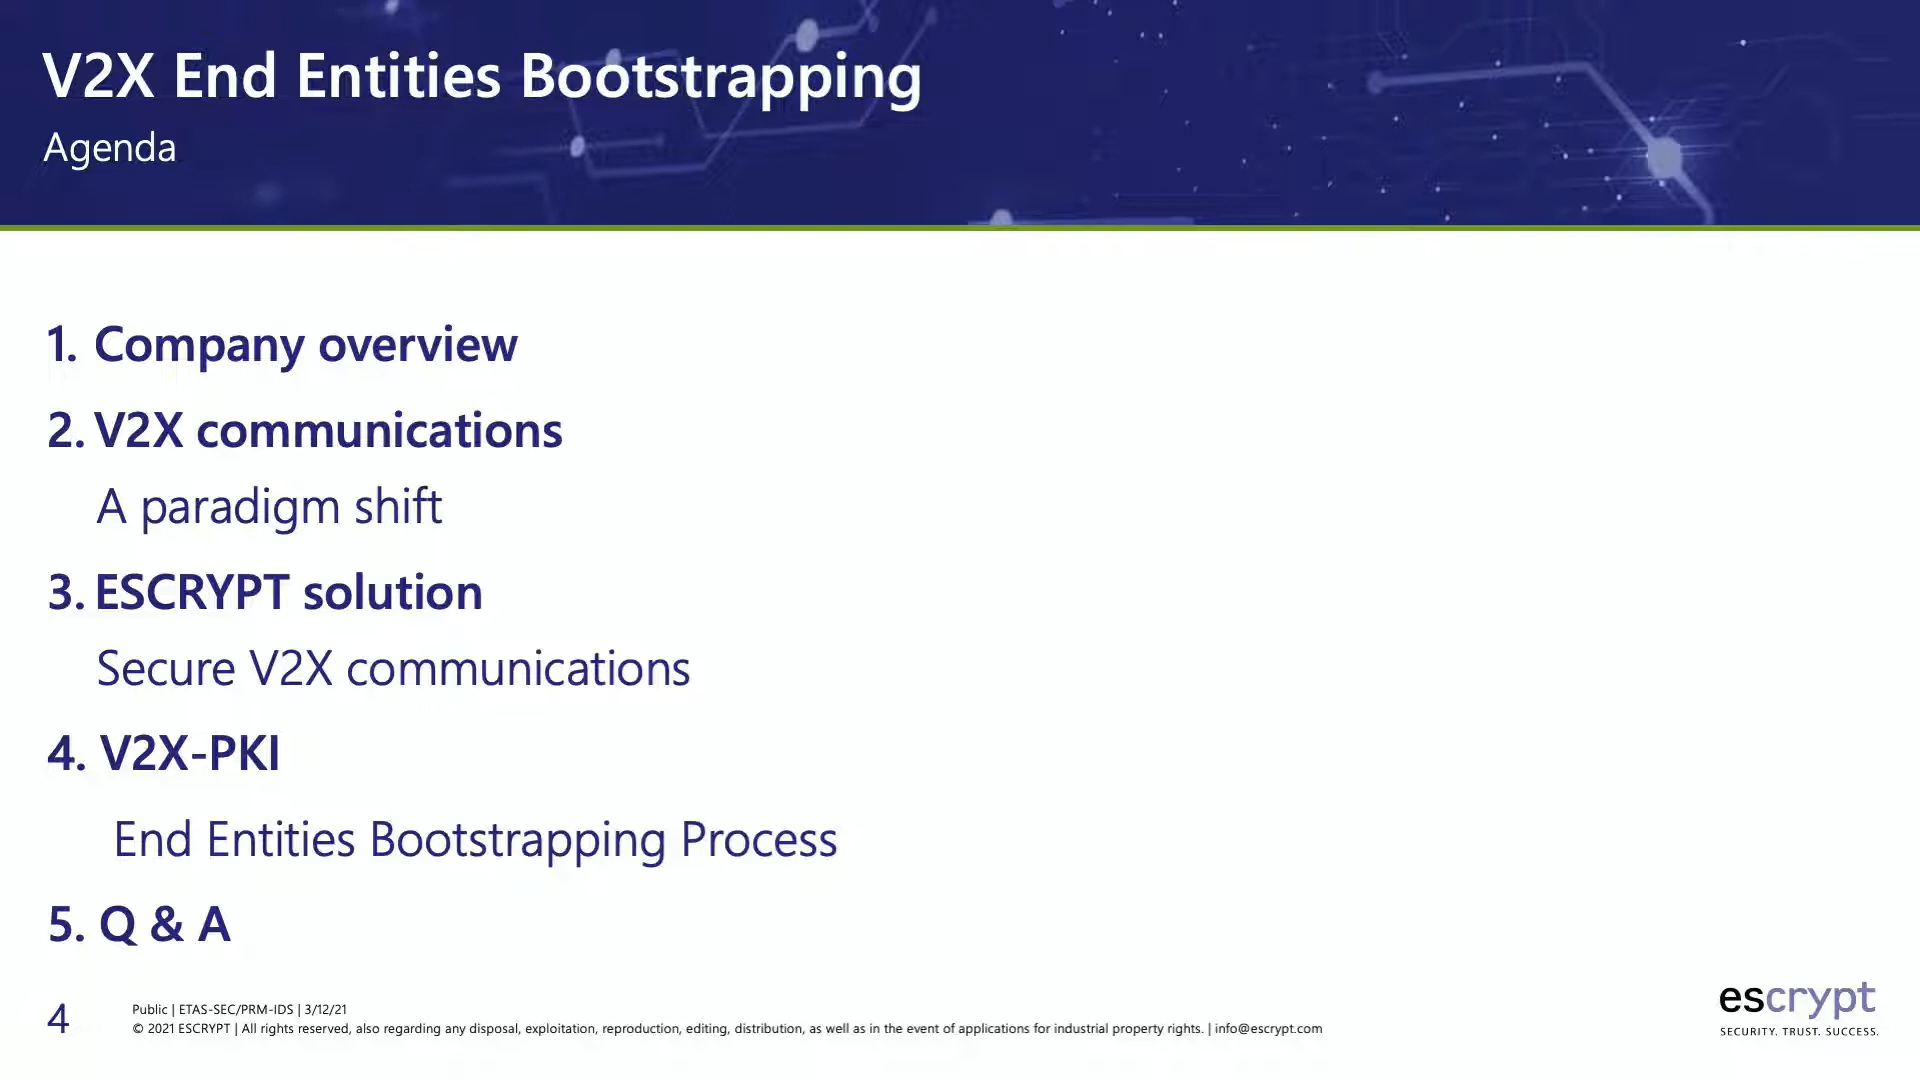 V2X End Entities Bootstrapping
Agenda
1. Company overview
2. V2X communications
A paradigm shift
3. ESCRYPT solution
Secure V2X communications
4. V2X-PKI
End Entities Bootstrapping Process
5. Q & A
4
Public | ETAS-SEC/PRM-IDS | 3/12/21
© 2021 ESCRYPT | All rights reserved, also regarding any disposal, exploitation, reproduction, editing, distribution, as well as in the event of applications for industrial property rights. | info@escrypt.com
escrypt
SECURITY. TRUST. SUCCESS.